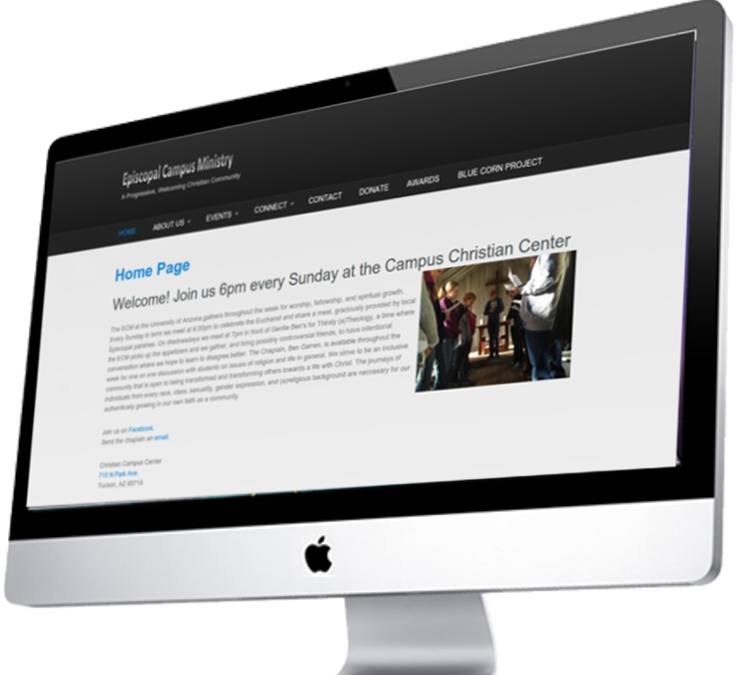 Episcopal Campus Ministry
A Progressive, Welcoming Christian Community
HOME ABOUT US EVENTS CONNECT CONTACT DONATE AWARDS BLUE CORN PROJECT
Home Page
Welcome! Join us 6pm every Sunday at the Campus Christian Center
The ECM at the University of Arizona gathers throughout the week for worship, fellowship, and spiritual growth.
Every Sunday in term we meet at 6:00pm to celebrate the Eucharist and share a meal, graciously provided by local
Episcopal parishes. On Wednesdays we meet at 7pm in front of Gentle Ben's for Thirsty (a)Theology, a time where
the ECM picks up the appetizers and we gather, and bring possibly controversial friends, to have intentional
conversation where we hope to learn to disagree better. The Chaplain, Ben Garren, is available throughout the
week for one on one discussion with students on issues of religion and life in general. We strive to be an inclusive
community that is open to being transformed and transforming others towards a life with Christ. The journeys of
individuals from every race, class, sexuality, gender expression, and (a)religious background are neccesary for our
authentically growing in our own faith as a community.
Join us on Facebook.
Send the chaplain an email.
Christian Campus Center
715 N Park Ave.
Tucson, AZ 85719